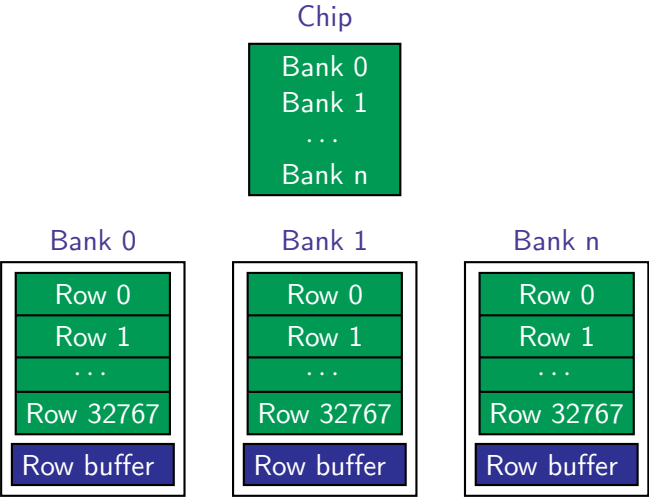 Chip
Bank 0
Bank 1
...
Bank n
Bank 0
Row 0
Row 1
...
Row 32767
Row buffer
Bank 1
Row 0
Row 1
...
Row 32767
Row buffer
Bank n
Row 0
Row 1
...
Row 32767
Row buffer